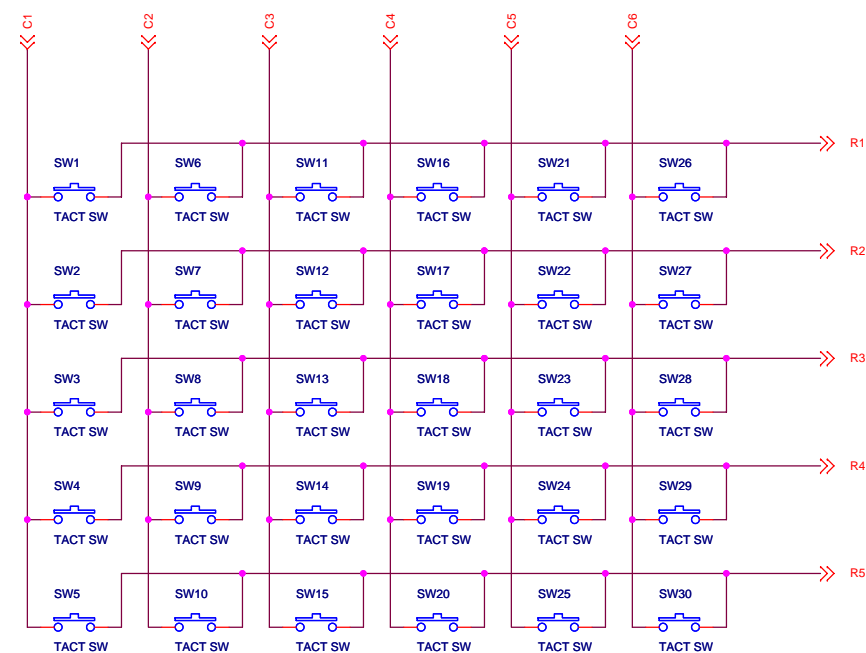 C1 C2 C3 C4 C5 C6
R1
SW1 SW6 SW11 SW16 SW21 SW26
TACT SW TACT SW TACT SW TACT SW TACT SW TACT SW
R2
SW2 SW7 SW12 SW17 SW22 SW27
TACT SW TACT SW TACT SW TACT SW TACT SW TACT SW
R3
SW3 SW8 SW13 SW18 SW23 SW28
TACT SW TACT SW TACT SW TACT SW TACT SW TACT SW
R4
SW4 SW9 SW14 SW19 SW24 SW29
TACT SW TACT SW TACT SW TACT SW TACT SW TACT SW
R5
SW5 SW10 SW15 SW20 SW25 SW30
TACT SW TACT SW TACT SW TACT SW TACT SW TACT SW